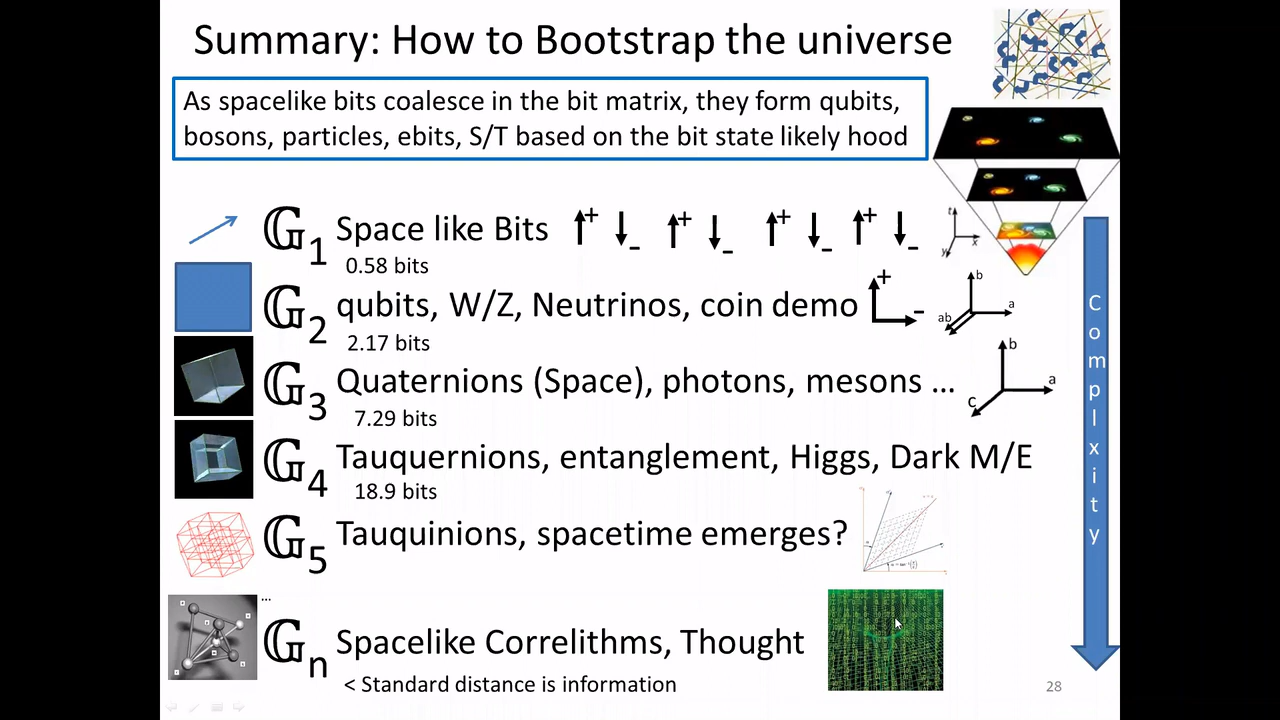 Summary: How to Bootstrap the universe
As spacelike bits coalesce in the bit matrix, they form qubits,
bosons, particles, ebits, S/T based on the bit state likely hood
𝔾1 Space like Bits + - + - + - + -
0.58 bits
t
x
y
𝔾2 qubits, W/Z, Neutrinos, coin demo + -
2.17 bits
b
a
ab
𝔾3 Quaternions (Space), photons, mesons ...
7.29 bits
b
a
c
𝔾4 Tauquernions, entanglement, Higgs, Dark M/E
18.9 bits
𝔾5 Tauquinions, spacetime emerges?
...
𝔾n Spacelike Correlithms, Thought
< Standard distance is information
Complxity
28